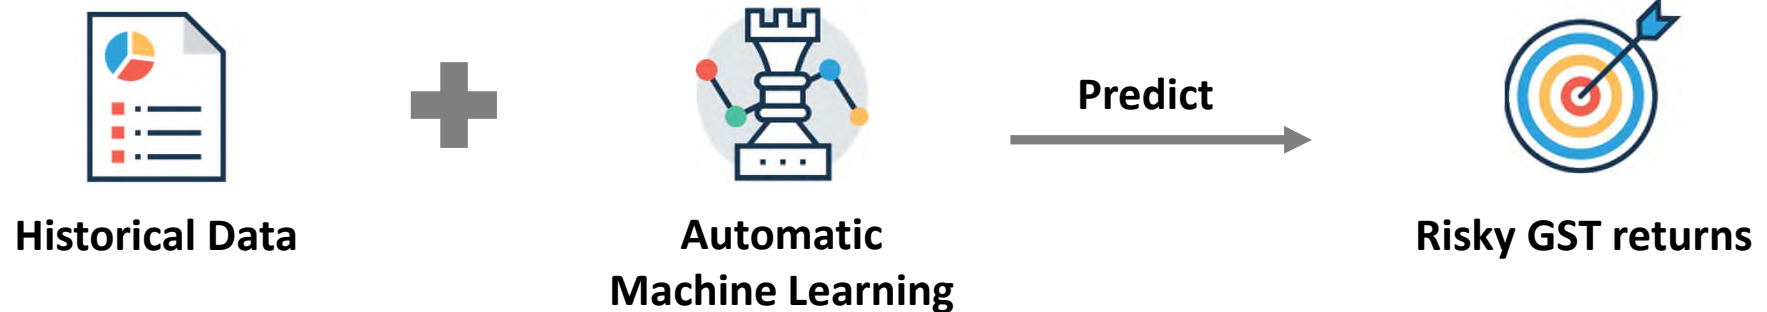 Predict
Historical Data
Automatic
Machine Learning
Risky GST returns